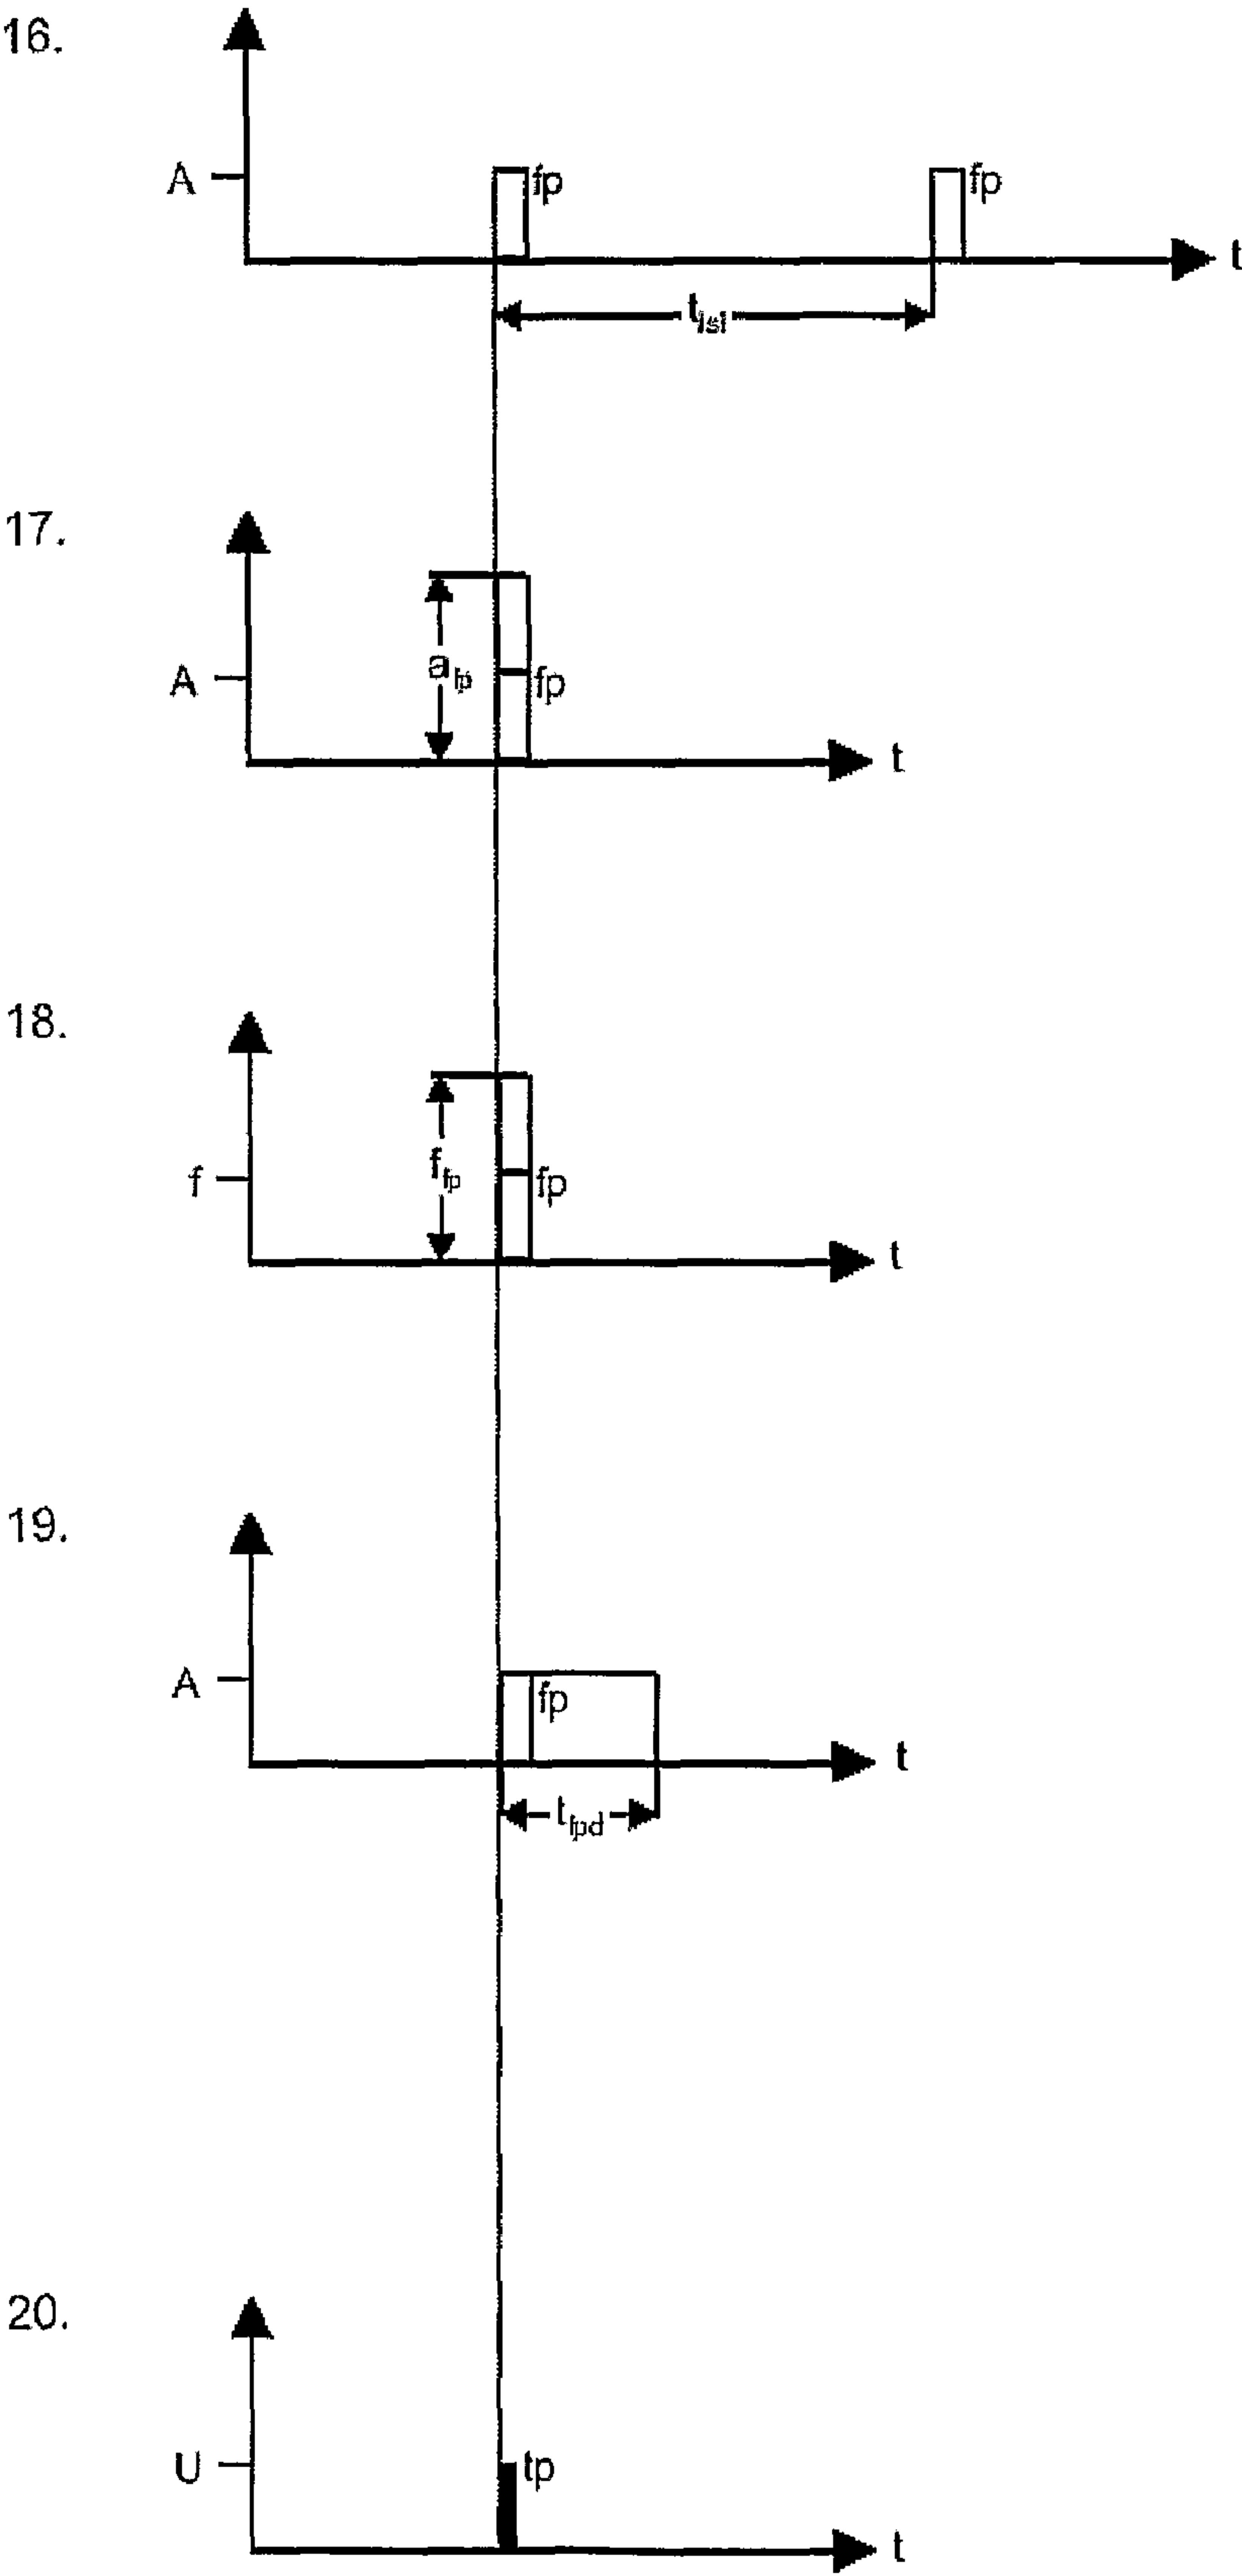 16.
A
fp
fp
t
t_isi
17.
A
a_fp
fp
t
18.
f
f_fp
fp
t
19.
A
fp
t
t_fpd
20.
U
tp
t